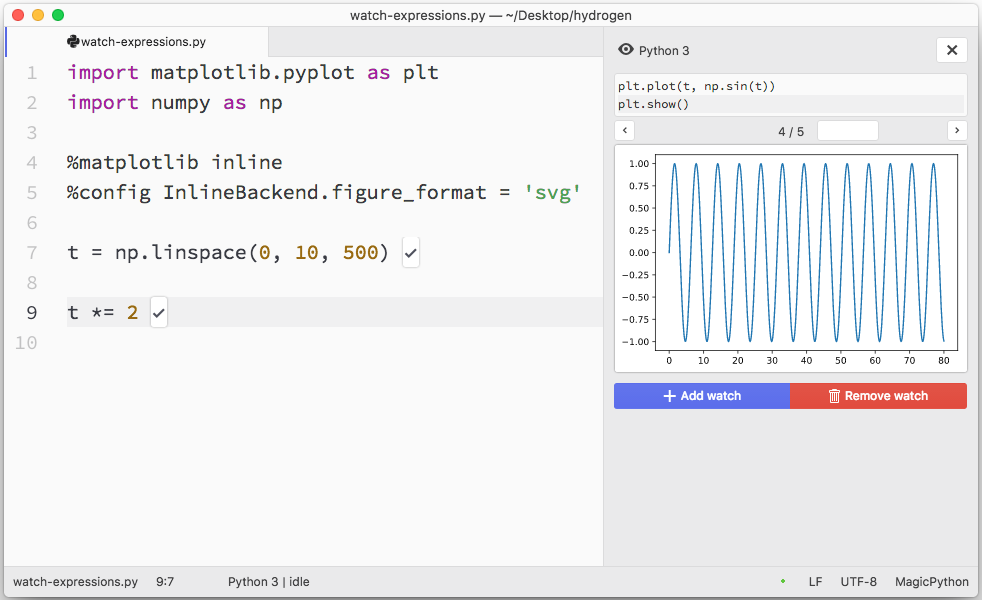 watch-expressions.py — ~/Desktop/hydrogen
watch-expressions.py
1 import matplotlib.pyplot as plt
2 import numpy as np
3
4 %matplotlib inline
5 %config InlineBackend.figure_format = 'svg'
6
7 t = np.linspace(0, 10, 500)
8
9 t *= 2
10
Python 3
plt.plot(t, np.sin(t))
plt.show()
4 / 5
1.00
0.75
0.50
0.25
0.00
−0.25
−0.50
−0.75
−1.00
0 10 20 30 40 50 60 70 80
Add watch Remove watch
watch-expressions.py 9:7 Python 3 | idle LF UTF-8 MagicPython